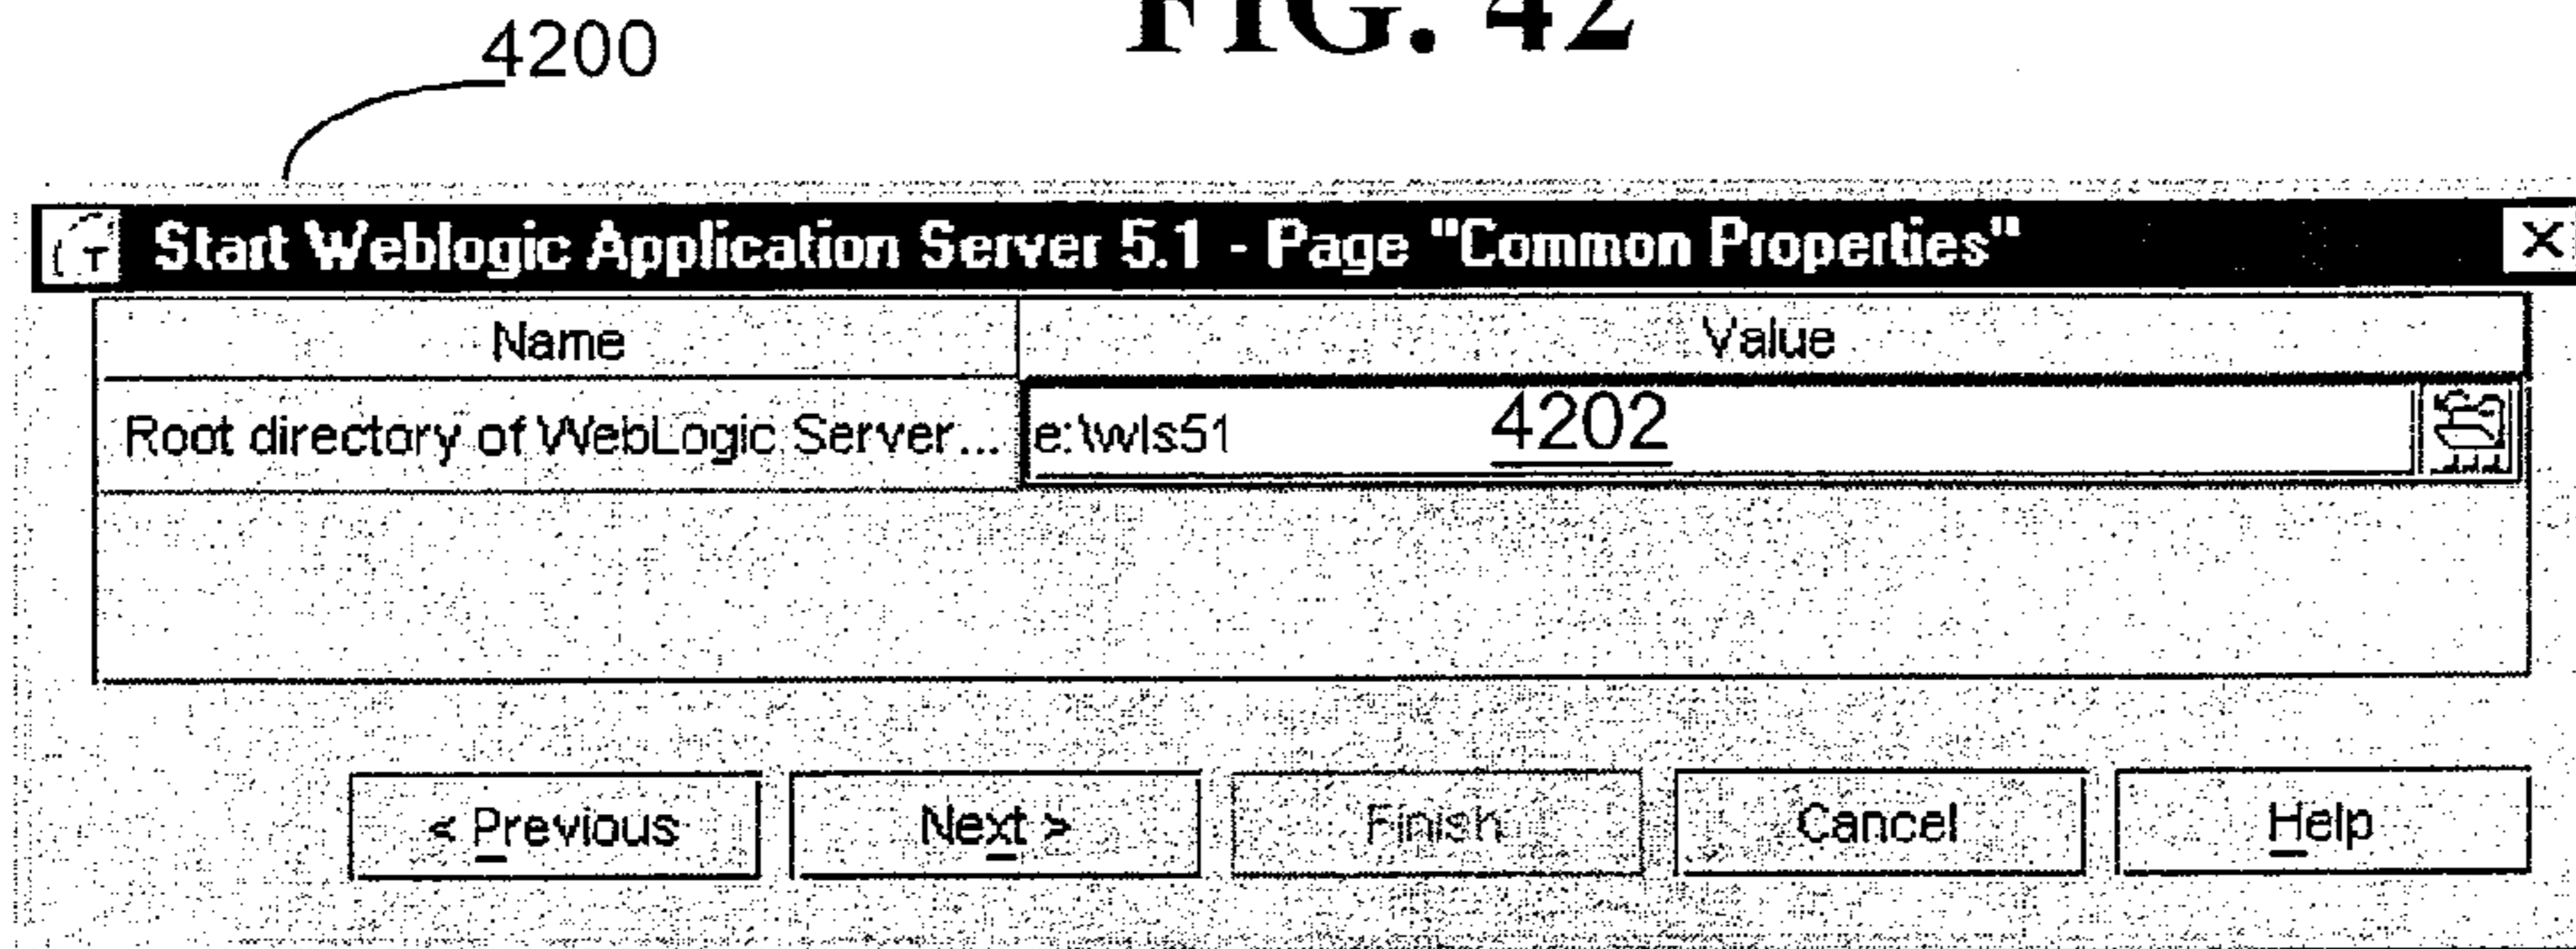 FIG. 42
4200
Start Weblogic Application Server 5.1 - Page "Common Properties"
Name Value
Root directory of WebLogic Server... e:\wls51 4202
< Previous Next > Finish Cancel Help